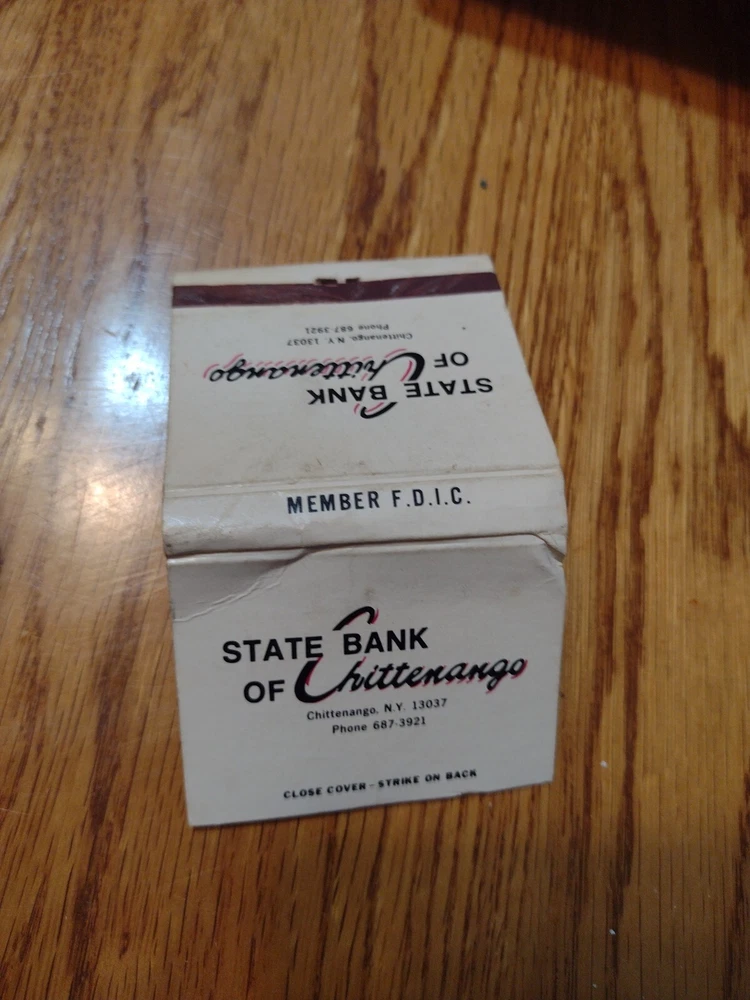 Chittenango, N.Y. 13037
Phone 687-3921
STATE BANK
OF Chittenango
MEMBER F.D.I.C.
STATE BANK
OF Chittenango
Chittenango, N.Y. 13037
Phone 687-3921
CLOSE COVER - STRIKE ON BACK